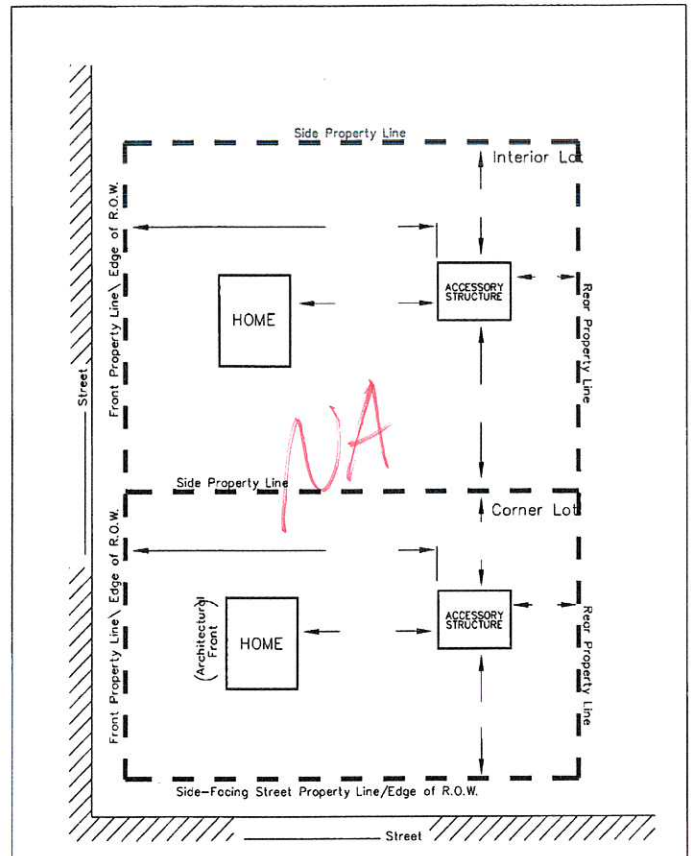 Side Property Line
Interior Lot
Front Property Line\ Edge of R.O.W.
ACCESSORY
STRUCTURE
HOME
Rear Property Line
Street
NA
Side Property Line
Corner Lot
Front Property Line\ Edge of R.O.W.
ACCESSORY
STRUCTURE
(Architectural
Front)
HOME
Rear Property Line
Side-Facing Street Property Line/Edge of R.O.W.
Street